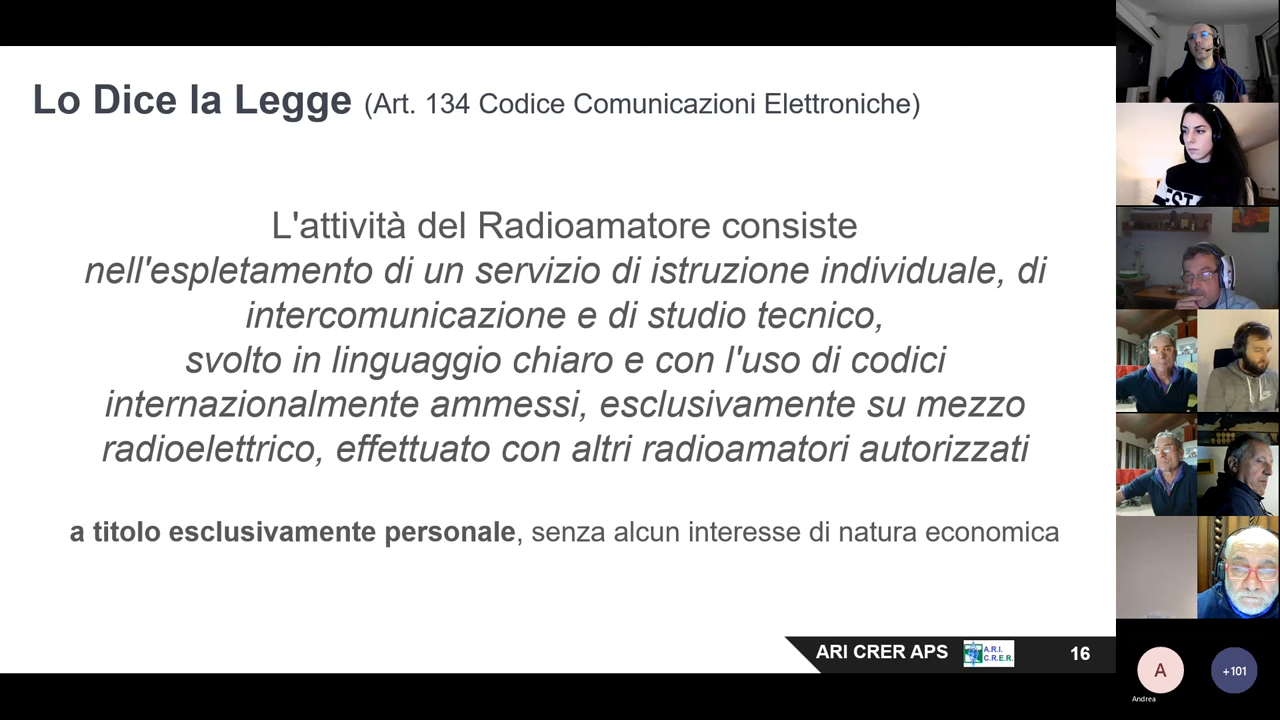 Lo Dice la Legge (Art. 134 Codice Comunicazioni Elettroniche)
L'attività del Radioamatore consiste
nell'espletamento di un servizio di istruzione individuale, di
intercomunicazione e di studio tecnico,
svolto in linguaggio chiaro e con l'uso di codici
internazionalmente ammessi, esclusivamente su mezzo
radioelettrico, effettuato con altri radioamatori autorizzati
a titolo esclusivamente personale, senza alcun interesse di natura economica
ARI CRER APS
A.R.I.
C.R.E.R.
16
EST
A
Andrea
+101